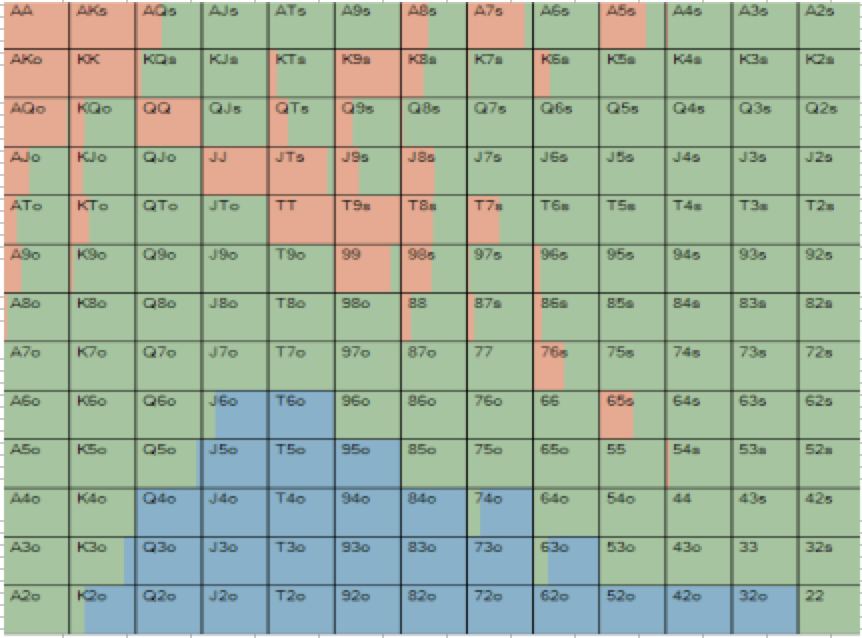 AA AKs AQs AJs ATs A9s A8s A7s A6s A5s A4s A3s A2s
AKo KK KQs KJs KTs K9s K8s K7s K6s K5s K4s K3s K2s
AQo KQo QQ QJs QTs Q9s Q8s Q7s Q6s Q5s Q4s Q3s Q2s
AJo KJo QJo JJ JTs J9s J8s J7s J6s J5s J4s J3s J2s
ATo KTo QTo JTo TT T9s T8s T7s T6s T5s T4s T3s T2s
A9o K9o Q9o J9o T9o 99 98s 97s 96s 95s 94s 93s 92s
A8o K8o Q8o J8o T8o 98o 88 87s 86s 85s 84s 83s 82s
A7o K7o Q7o J7o T7o 97o 87o 77 76s 75s 74s 73s 72s
A6o K6o Q6o J6o T6o 96o 86o 76o 66 65s 64s 63s 62s
A5o K5o Q5o J5o T5o 95o 85o 75o 65o 55 54s 53s 52s
A4o K4o Q4o J4o T4o 94o 84o 74o 64o 54o 44 43s 42s
A3o K3o Q3o J3o T3o 93o 83o 73o 63o 53o 43o 33 32s
A2o K2o Q2o J2o T2o 92o 82o 72o 62o 52o 42o 32o 22